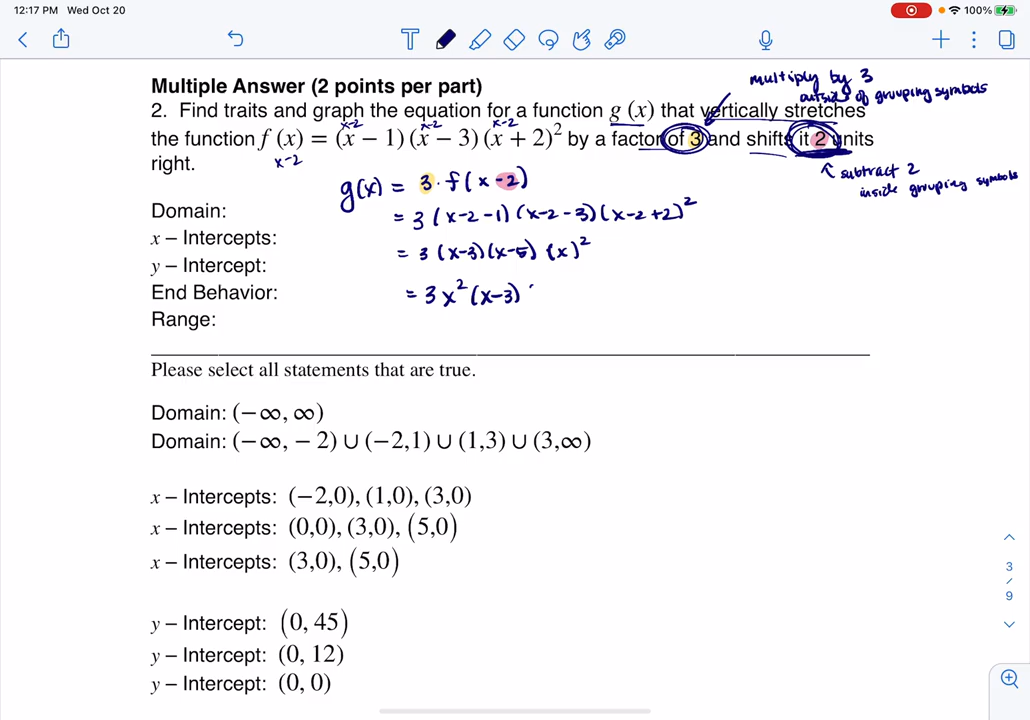 12:17 PM Wed Oct 20
100%
Multiple Answer (2 points per part)
multiply by 3
outside of grouping symbols
2. Find traits and graph the equation for a function g (x) that vertically stretches
x-2 x-2 x-2
the function f (x) = (x − 1) (x − 3) (x + 2)² by a factor of 3 and shifts it 2 units
x-2
right.
↑ subtract 2
inside grouping symbols
g(x) = 3 · f(x-2)
Domain:
= 3 (x-2-1) (x-2-3)(x-2+2)²
x – Intercepts:
= 3 (x-3)(x-5) (x)²
y – Intercept:
End Behavior:
= 3x² (x-3)
Range:
3
/
9
Please select all statements that are true.
Domain: (−∞, ∞)
Domain: (−∞, − 2) ∪ (−2,1) ∪ (1,3) ∪ (3,∞)
x – Intercepts: (−2,0), (1,0), (3,0)
x – Intercepts: (0,0), (3,0), (5,0)
x – Intercepts: (3,0), (5,0)
y – Intercept: (0, 45)
y – Intercept: (0, 12)
y – Intercept: (0, 0)